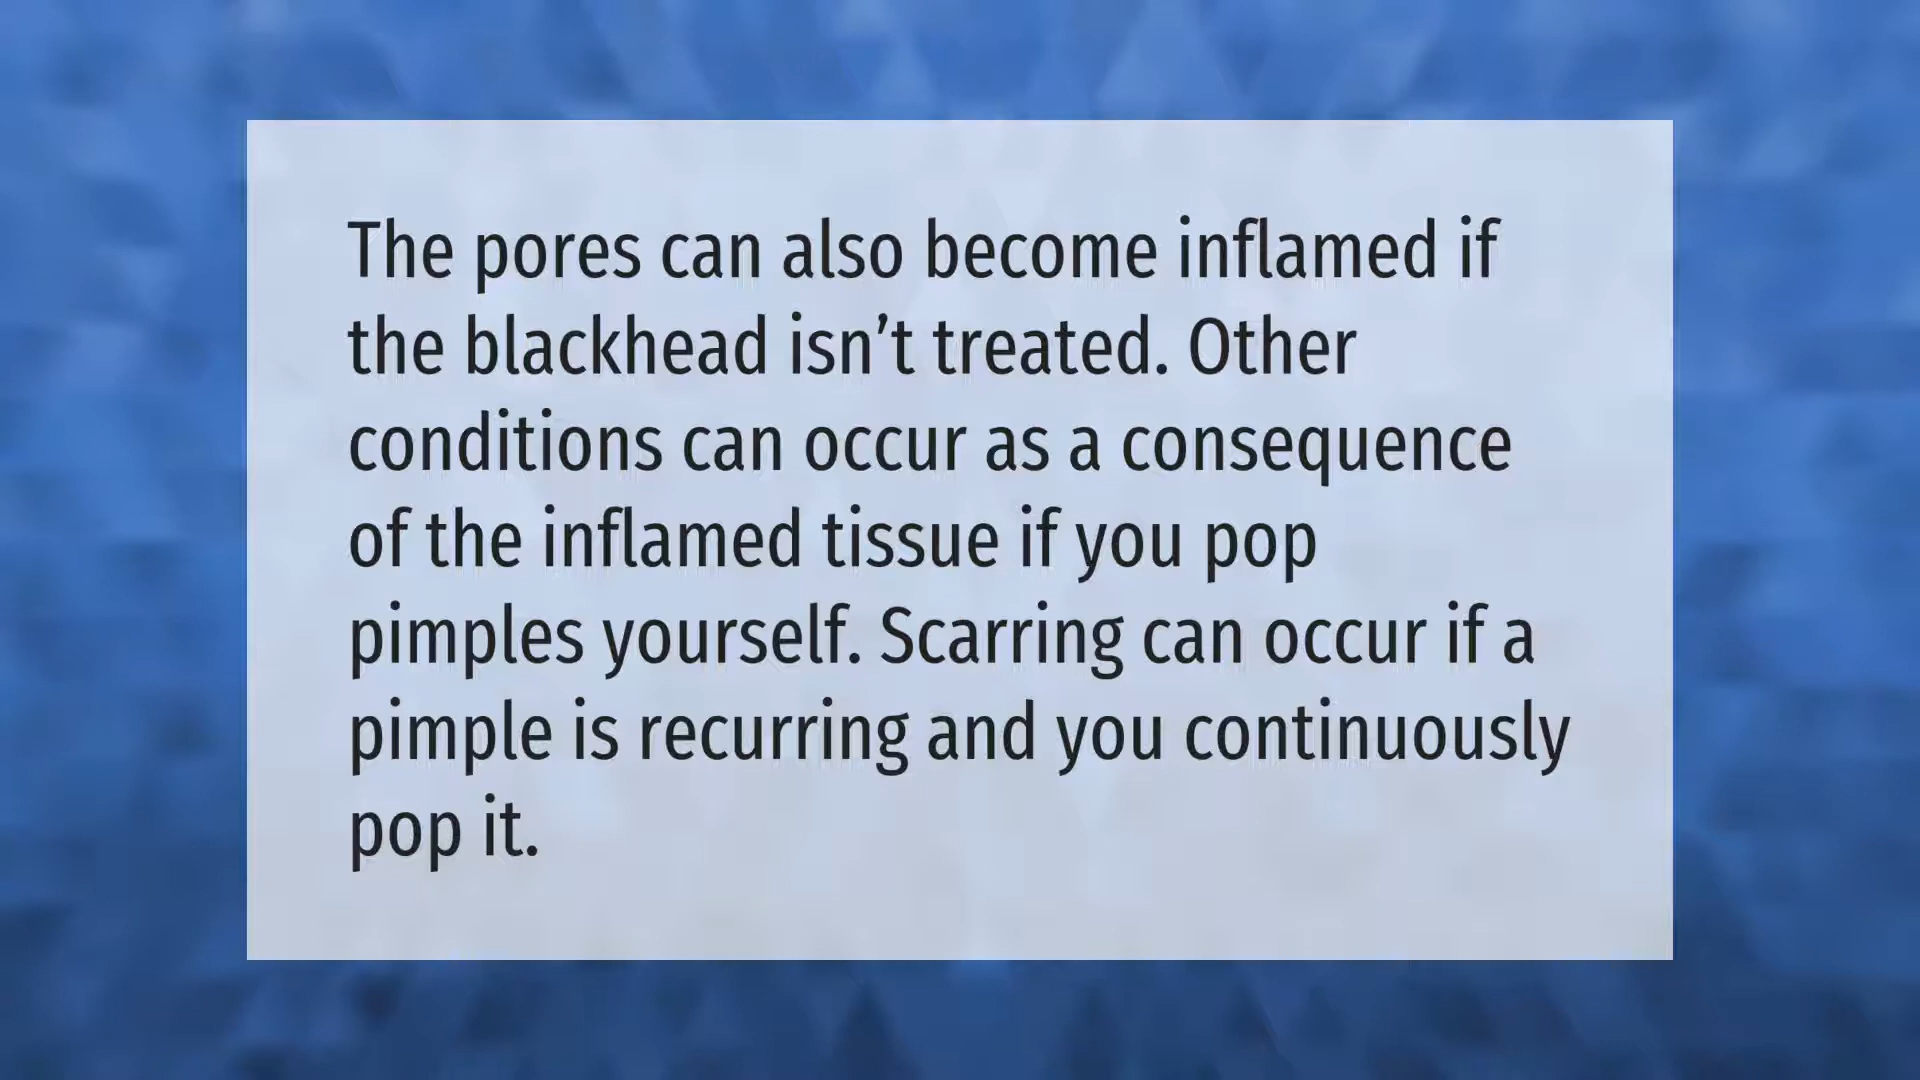 The pores can also become inflamed if
the blackhead isn’t treated. Other
conditions can occur as a consequence
of the inflamed tissue if you pop
pimples yourself. Scarring can occur if a
pimple is recurring and you continuously
pop it.